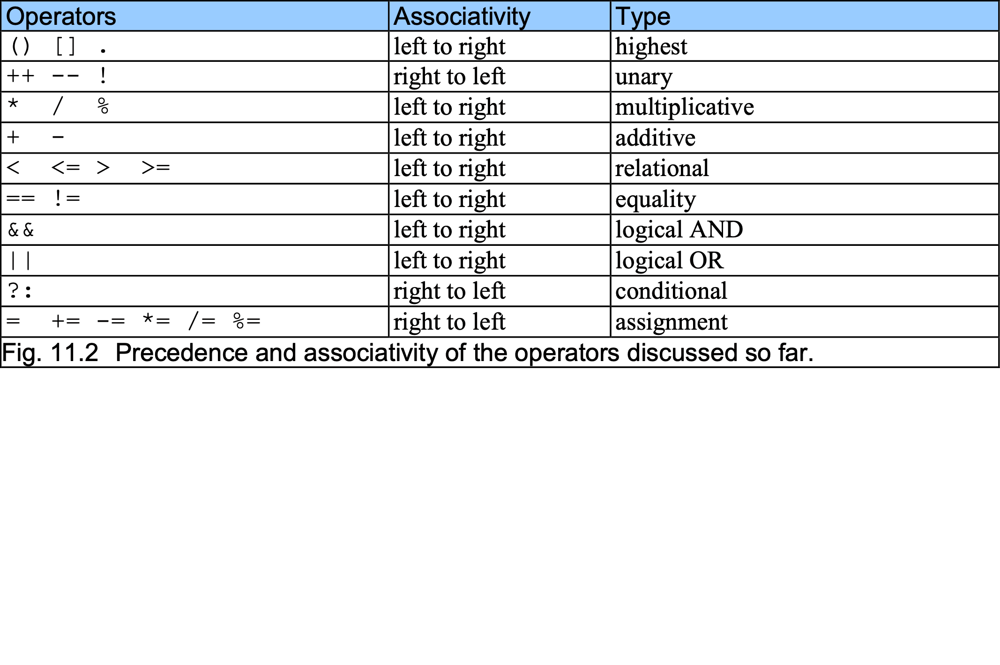 Operators Associativity Type
() [] . left to right highest
++ -- ! right to left unary
* / % left to right multiplicative
+ - left to right additive
< <= > >= left to right relational
== != left to right equality
&& left to right logical AND
|| left to right logical OR
?: right to left conditional
= += -= *= /= %= right to left assignment
Fig. 11.2 Precedence and associativity of the operators discussed so far.